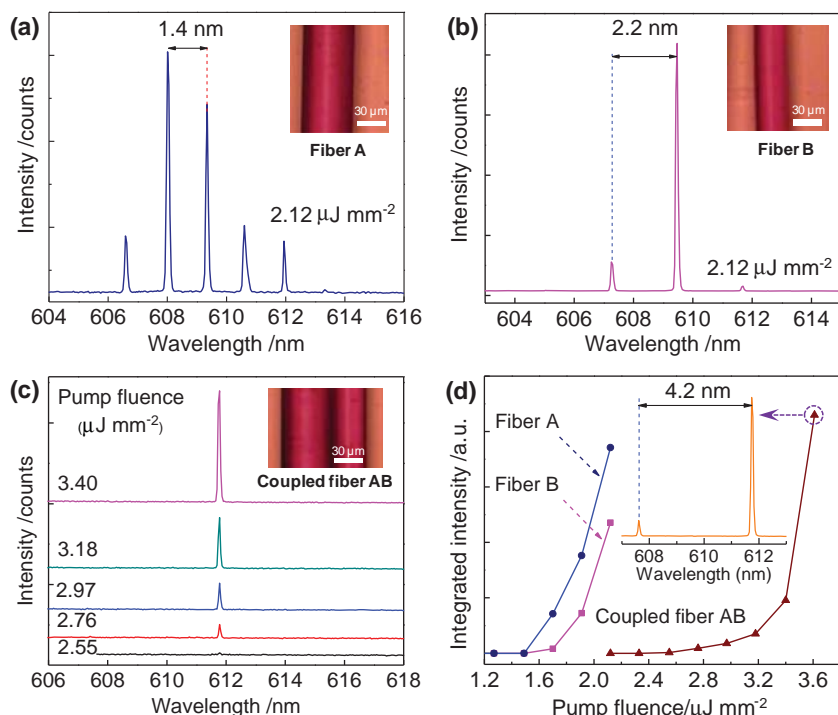 (a)
1.4 nm
30 µm
Fiber A
2.12 µJ mm-2
Intensity /counts
604 606 608 610 612 614 616
Wavelength /nm
(b)
2.2 nm
30 µm
Fiber B
2.12 µJ mm-2
Intensity /counts
604 606 608 610 612 614
Wavelength /nm
(c)
Pump fluence
(µJ mm-2)
30 µm
Coupled fiber AB
3.40
3.18
2.97
2.76
2.55
Intensity /counts
606 608 610 612 614 616 618
Wavelength /nm
(d)
4.2 nm
Fiber A
Fiber B
608 610 612
Wavelength (nm)
Coupled fiber AB
Integrated intensity /a.u.
1.2 1.6 2.0 2.4 2.8 3.2 3.6
Pump fluence/µJ mm-2